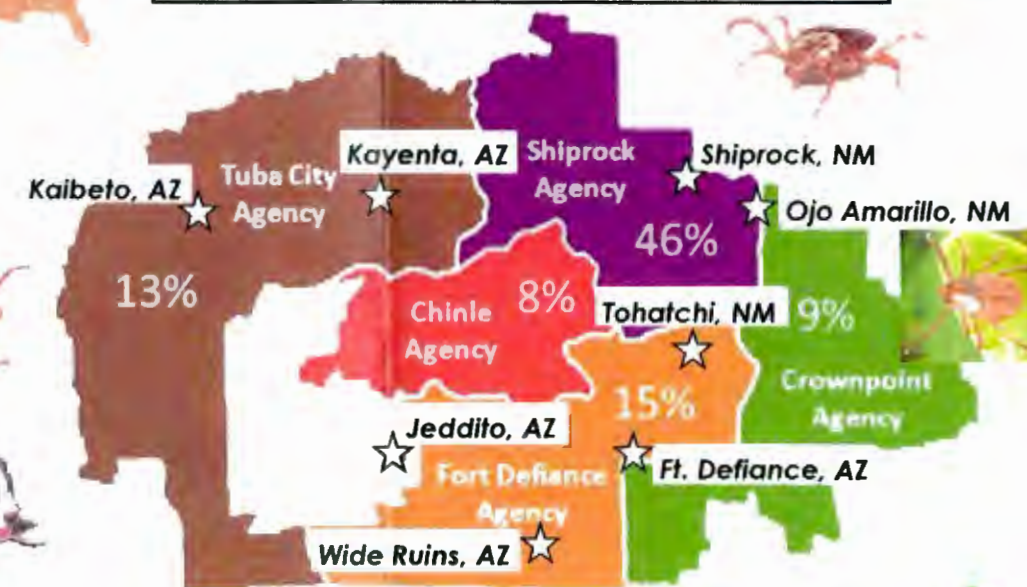 Kayenta, AZ
Shiprock
Agency
Shiprock, NM
Kaibeto, AZ
Tuba City
Agency
Ojo Amarillo, NM
46%
13%
Chinle
Agency
8%
Tohatchi, NM
9%
15%
Crownpoint
Agency
Jeddito, AZ
Fort Defiance
Agency
Ft. Defiance, AZ
Wide Ruins, AZ